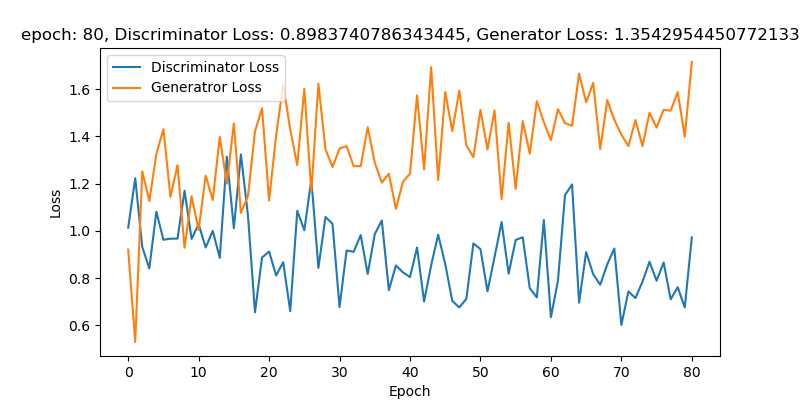 epoch: 80, Discriminator Loss: 0.8983740786343445, Generator Loss: 1.3542954450772133
Discriminator Loss
Generatror Loss
Loss
1.6
1.4
1.2
1.0
0.8
0.6
0 10 20 30 40 50 60 70 80
Epoch